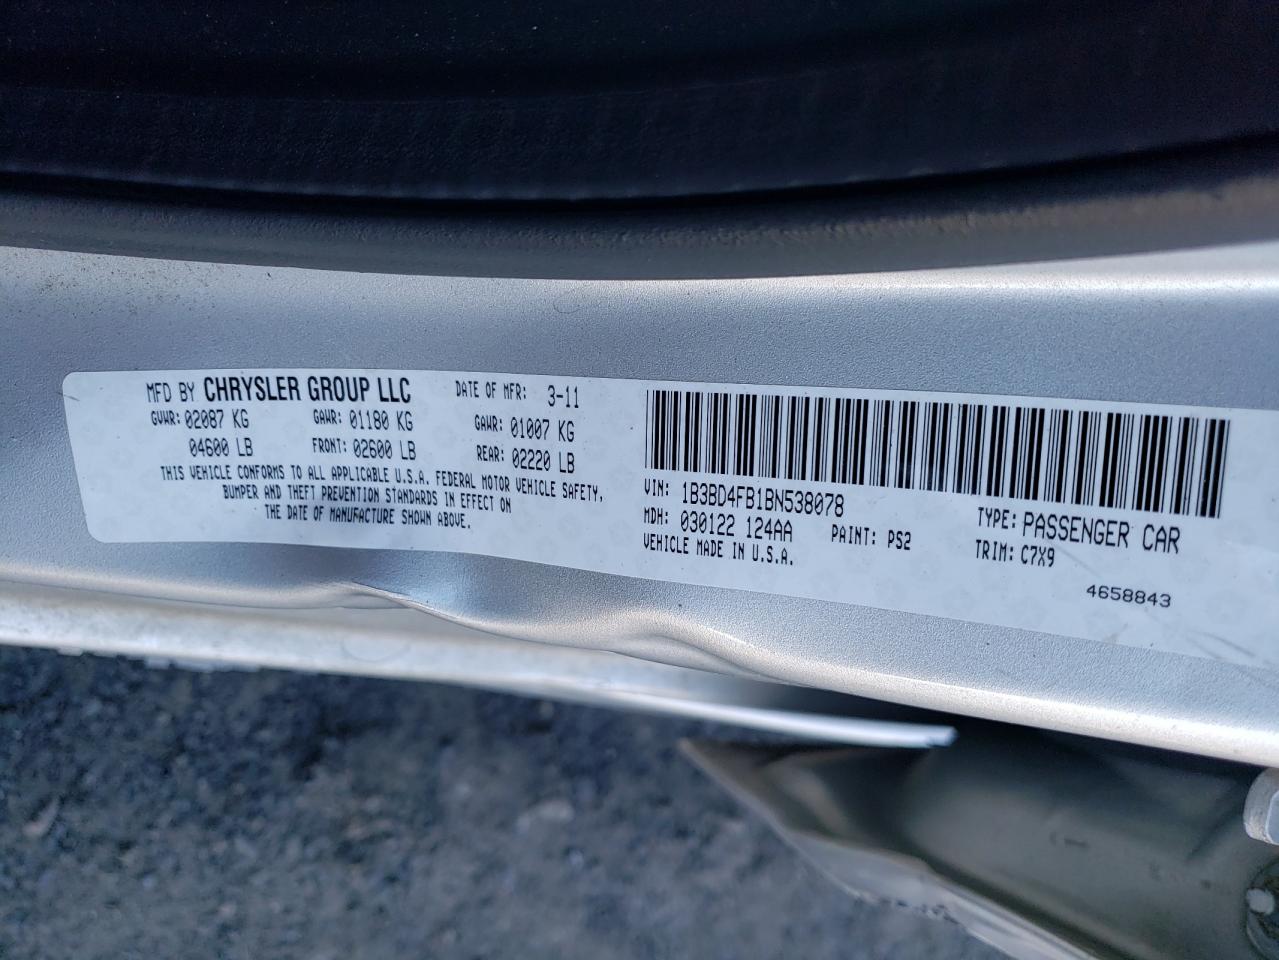 MFD BY CHRYSLER GROUP LLC DATE OF MFR: 3-11
GVWR: 02087 KG GAWR: 01180 KG GAWR: 01007 KG
04600 LB FRONT: 02600 LB REAR: 02220 LB
THIS VEHICLE CONFORMS TO ALL APPLICABLE U.S.A. FEDERAL MOTOR VEHICLE SAFETY,
BUMPER AND THEFT PREVENTION STANDARDS IN EFFECT ON
THE DATE OF MANUFACTURE SHOWN ABOVE.
VIN: 1B3BD4FB1BN538078 TYPE: PASSENGER CAR
MDH: 030122 124AA PAINT: PS2 TRIM: C7X9
VEHICLE MADE IN U.S.A.
4658843